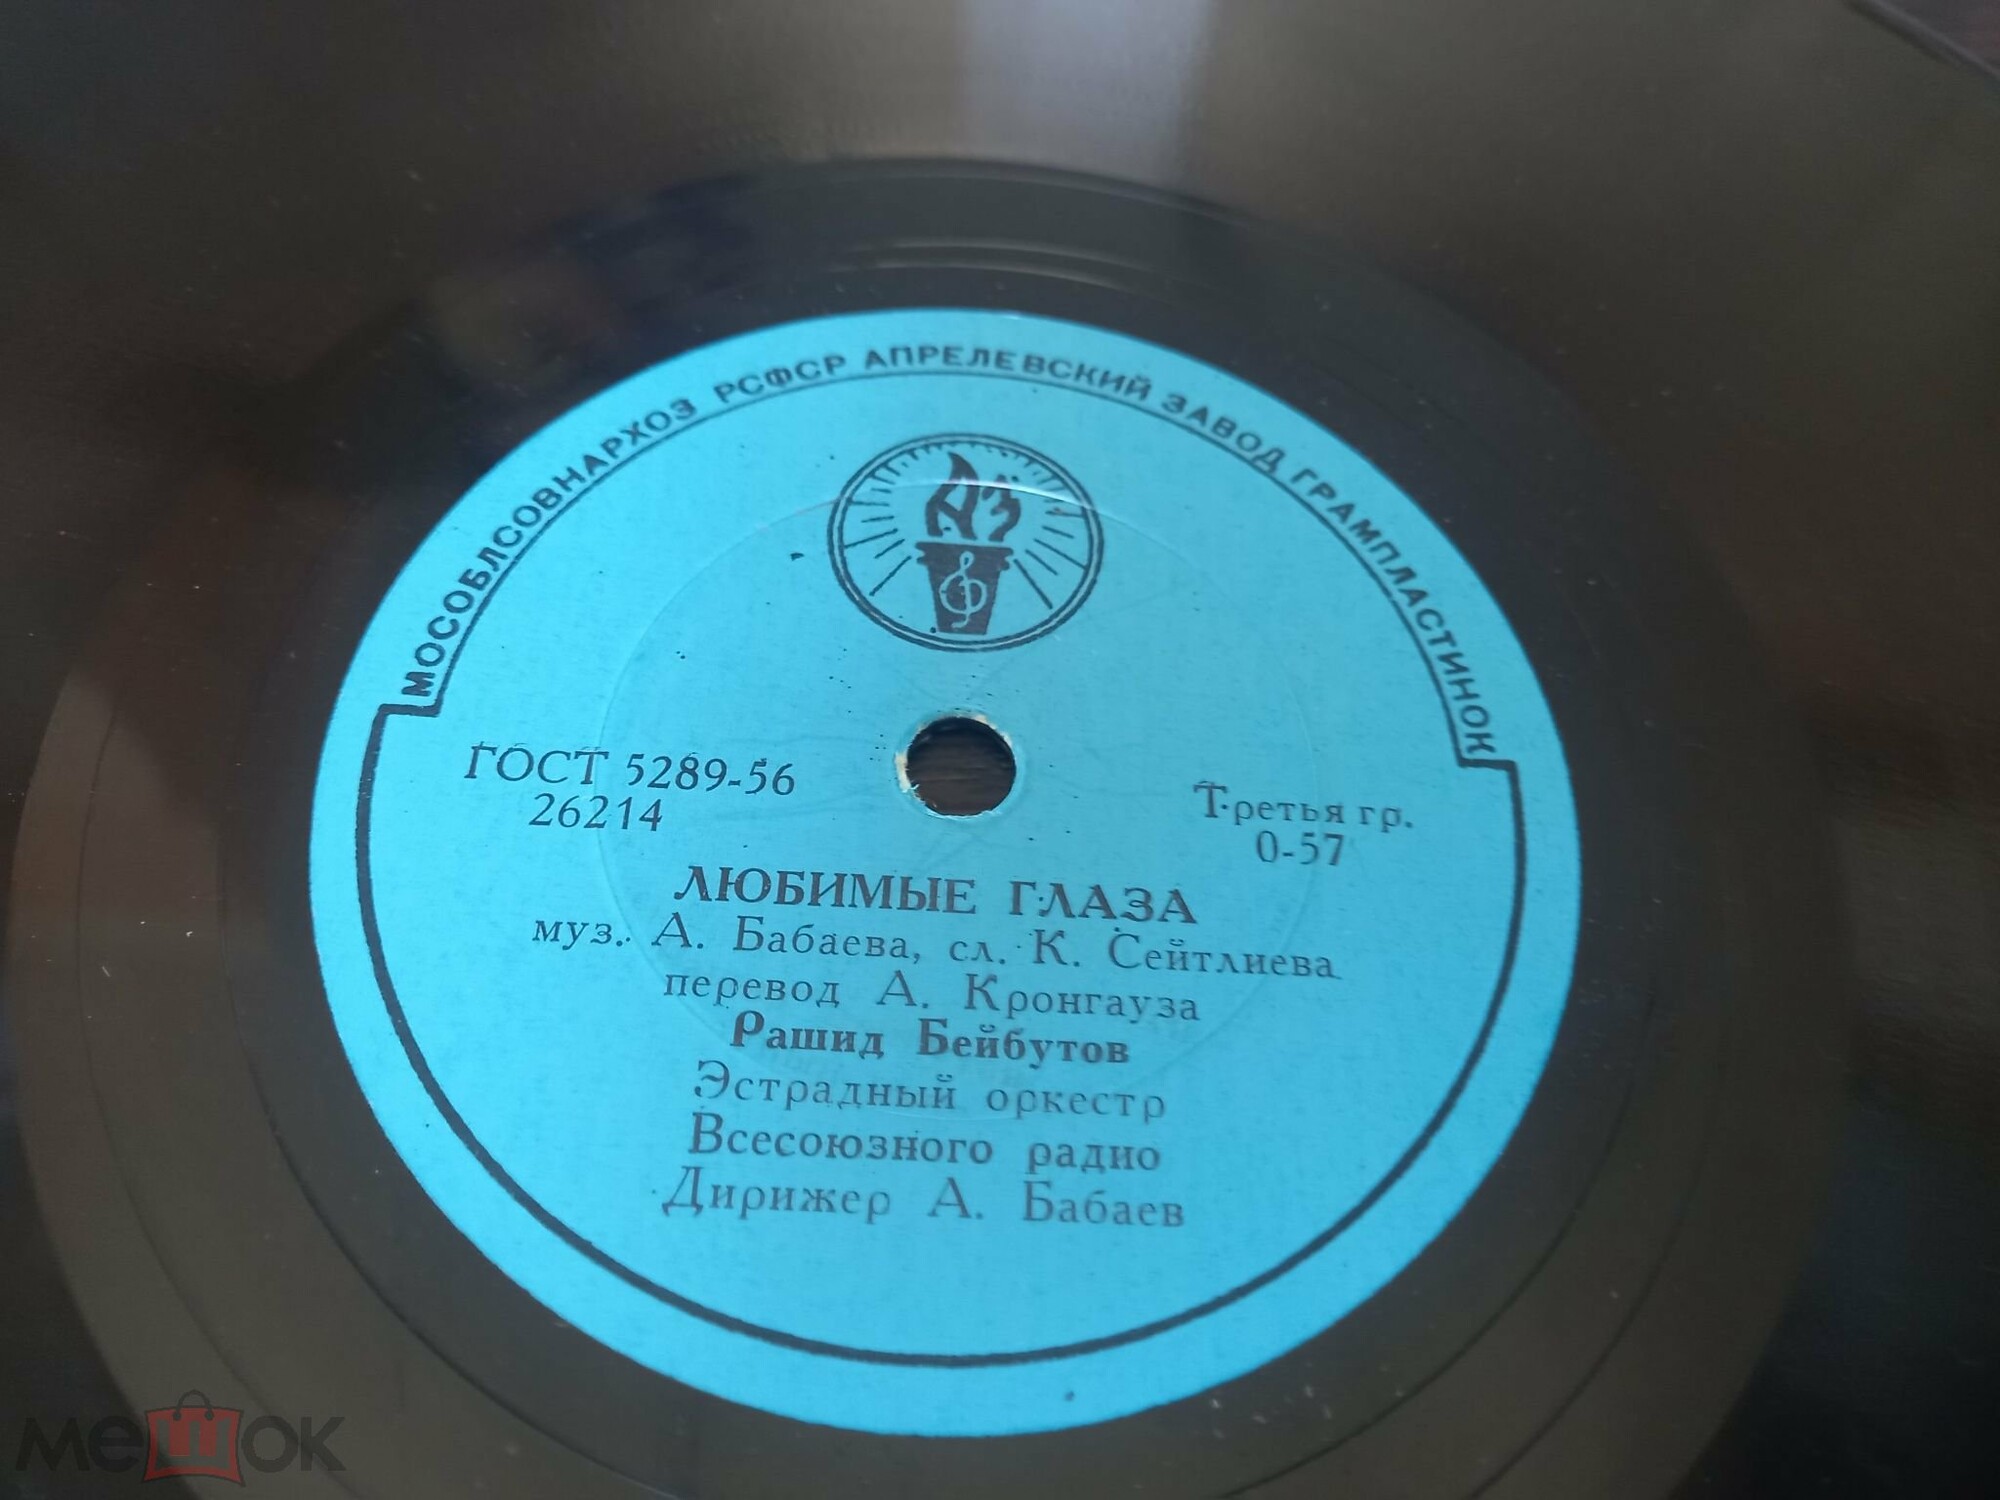 МОСОБЛСОВНАРХОЗ РСФСР АПРЕЛЕВСКИЙ ЗАВОД ГРАМПЛАСТИНОК
АЗ
ГОСТ 5289-56
26214
Третья гр.
0-57
ЛЮБИМЫЕ ГЛАЗА
муз. А. Бабаева, сл. К. Сейтлиева
перевод А. Кронгауза
Рашид Бейбутов
Эстрадный оркестр
Всесоюзного радио
Дирижер А. Бабаев
мешок